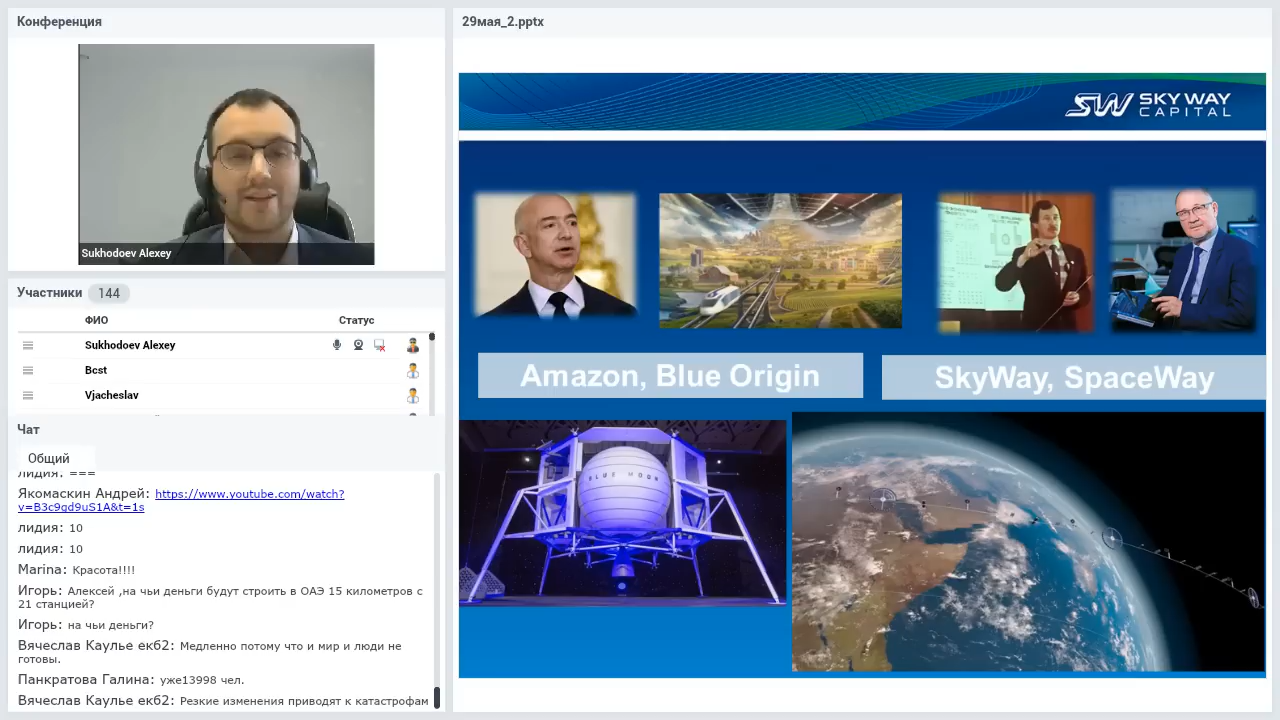 Конференция
Sukhodoev Alexey
Участники 144
ФИО Статус
Sukhodoev Alexey
Bcst
Vjacheslav
Чат
Общий
лидия: ===
Якомаскин Андрей: https://www.youtube.com/watch?
v=B3c9gd9uS1A&t=1s
лидия: 10
лидия: 10
Marina: Красота!!!!
Игорь: Алексей ,на чьи деньги будут строить в ОАЭ 15 километров с
21 станцией?
Игорь: на чьи деньги?
Вячеслав Каулье екб2: Медленно потому что и мир и люди не
готовы.
Панкратова Галина: уже13998 чел.
Вячеслав Каулье екб2: Резкие изменения приводят к катастрофам
29мая_2.pptx
SW SKY WAY
CAPITAL
Amazon, Blue Origin
SkyWay, SpaceWay
BLUE MOON